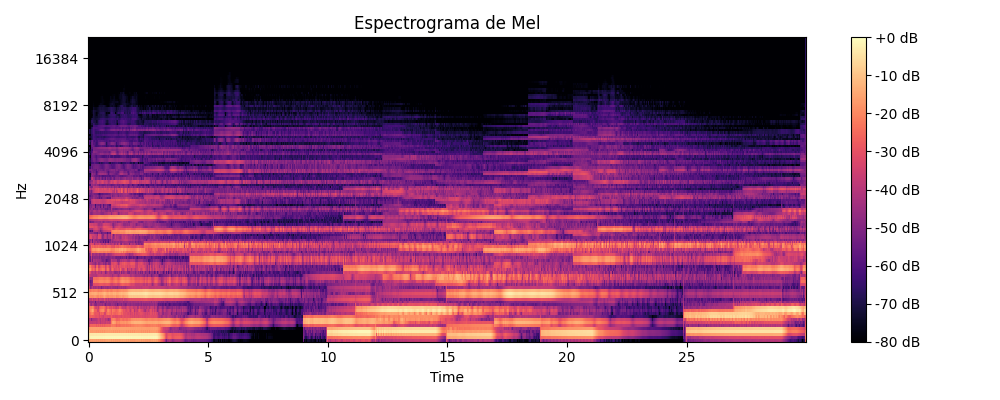 Espectrograma de Mel
Hz
16384
8192
4096
2048
1024
512
0
0 5 10 15 20 25
Time
+0 dB
-10 dB
-20 dB
-30 dB
-40 dB
-50 dB
-60 dB
-70 dB
-80 dB